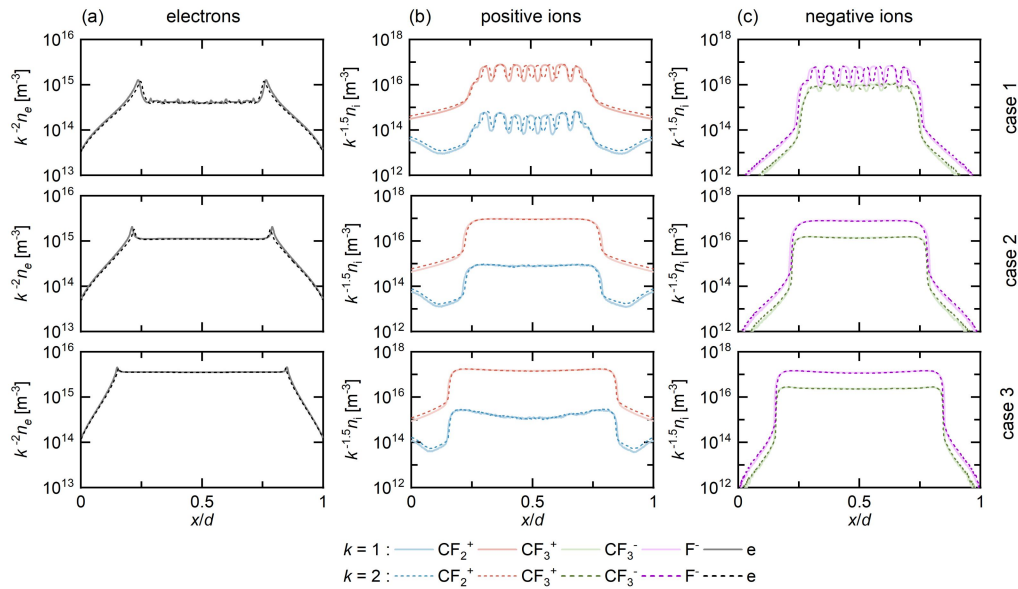 (a) electrons (b) positive ions (c) negative ions
10^16 10^18 10^18
10^15 10^16 10^16
10^14 10^14 10^14
10^13 10^12 10^12
k^-2 n_e [m^-3] k^-1.5 n_i [m^-3] k^-1.5 n_i [m^-3] case 1
10^16 10^18 10^18
10^15 10^16 10^16
10^14 10^14 10^14
10^13 10^12 10^12
k^-2 n_e [m^-3] k^-1.5 n_i [m^-3] k^-1.5 n_i [m^-3] case 2
10^16 10^18 10^18
10^15 10^16 10^16
10^14 10^14 10^14
10^13 10^12 10^12
k^-2 n_e [m^-3] k^-1.5 n_i [m^-3] k^-1.5 n_i [m^-3] case 3
0 0.5 1 0 0.5 1 0 0.5 1
x/d x/d x/d
k = 1 : CF₂⁺ CF₃⁺ CF₃⁻ F⁻ e
k = 2 : CF₂⁺ CF₃⁺ CF₃⁻ F⁻ e